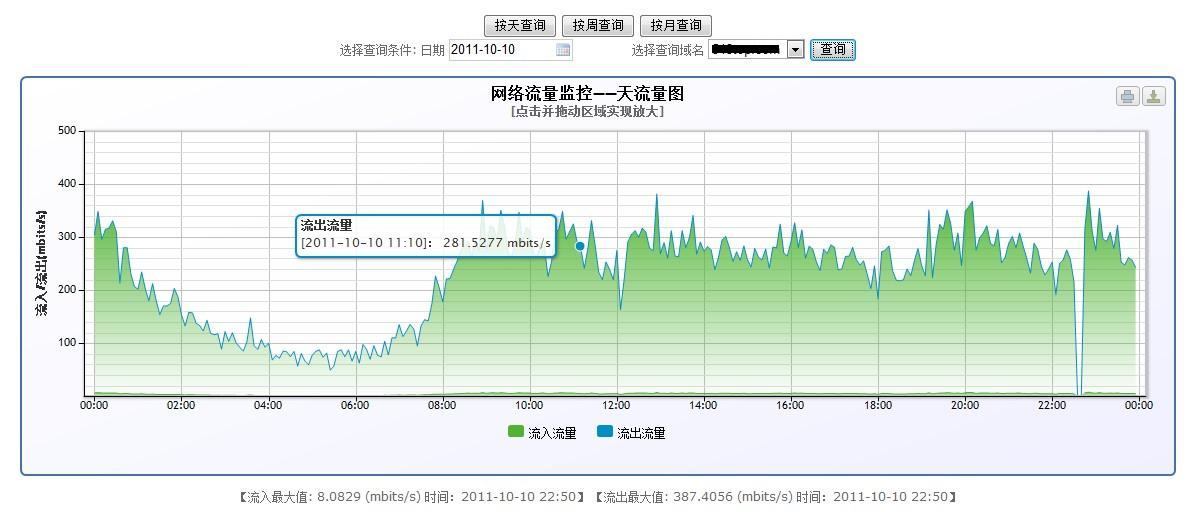 按天查询 按周查询 按月查询
选择查询条件: 日期 2011-10-10 选择查询域名 查询
网络流量监控——天流量图
[点击并拖动区域实现放大]
流入/流出(mbits/s)
500
400
300
200
100
流出流量
[2011-10-10 11:10]: 281.5277 mbits/s
00:00 02:00 04:00 06:00 08:00 10:00 12:00 14:00 16:00 18:00 20:00 22:00 00:00
流入流量 流出流量
【流入最大值: 8.0829 (mbits/s) 时间: 2011-10-10 22:50】【流出最大值: 387.4056 (mbits/s) 时间: 2011-10-10 22:50】